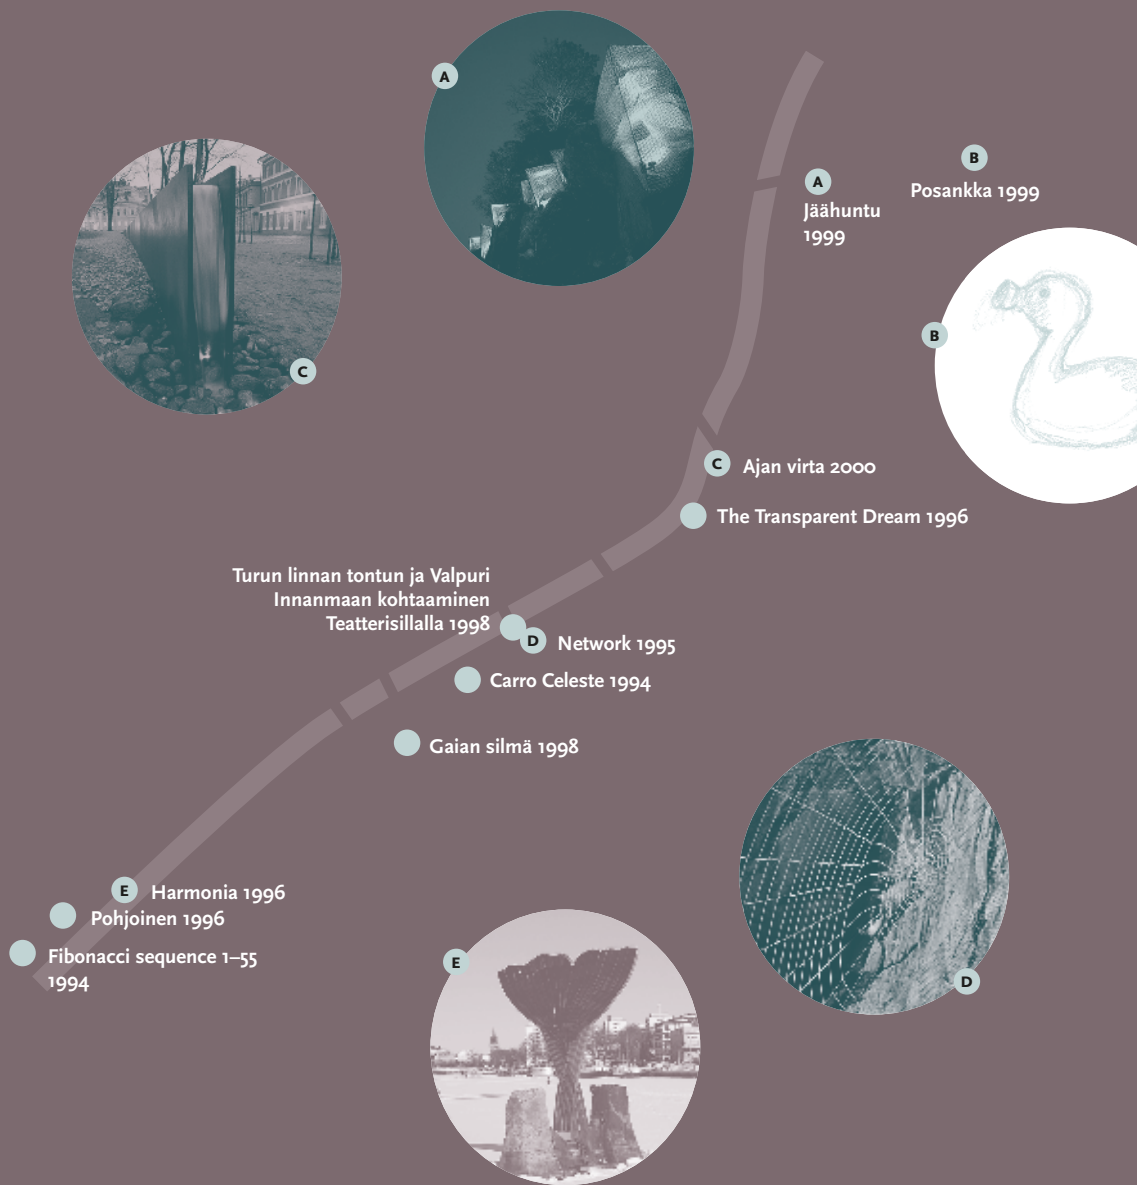 A
B
Posankka 1999
A
Jäähuntu
1999
B
C
C
Ajan virta 2000
The Transparent Dream 1996
Turun linnan tontun ja Valpuri
Innanmaan kohtaaminen
Teatterisillalla 1998
D
Network 1995
Carro Celeste 1994
Gaian silmä 1998
E
Harmonia 1996
Pohjoinen 1996
Fibonacci sequence 1–55
1994
E
D